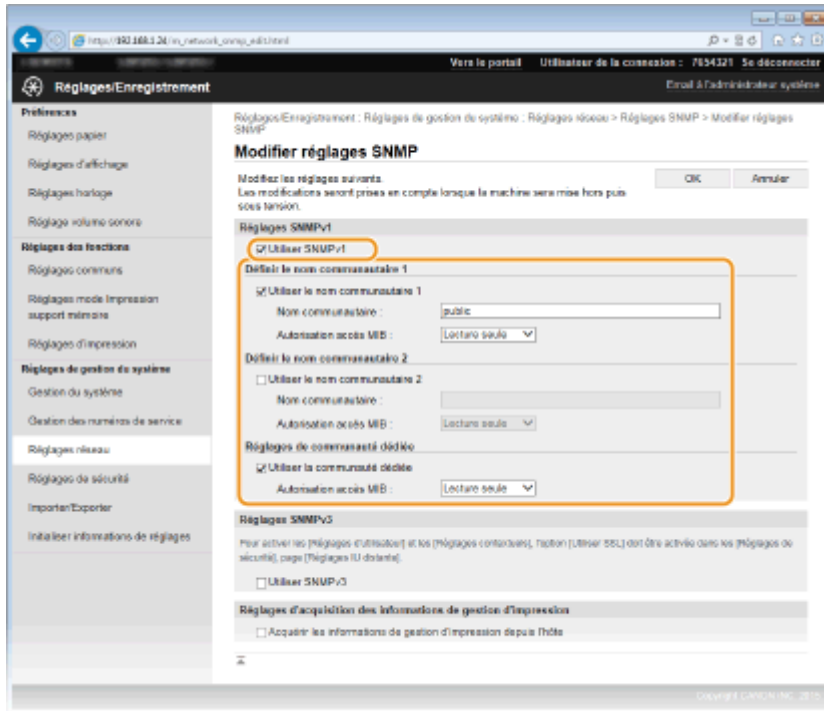 http://192.168.1.24/m_network_snmp_edit.html
Vers le portail Utilisateur de la connexion : 7654321 Se déconnecter
Réglages/Enregistrement
Email à l'administrateur système
Préférences
Réglages papier
Réglages d'affichage
Réglages horloge
Réglage volume sonore
Réglages des fonctions
Réglages communs
Réglages mode Impression
support mémoire
Réglages d'impression
Réglages de gestion du système
Gestion du système
Gestion des numéros de service
Réglages réseau
Réglages de sécurité
Importer/Exporter
Initialiser informations de réglages
Réglages/Enregistrement : Réglages de gestion du système : Réglages réseau > Réglages SNMP > Modifier réglages
SNMP
Modifier réglages SNMP
Modifiez les réglages suivants.
Les modifications seront prises en compte lorsque la machine sera mise hors puis
sous tension.
OK
Annuler
Réglages SNMPv1
Utiliser SNMPv1
Définir le nom communautaire 1
Utiliser le nom communautaire 1
Nom communautaire : public
Autorisation accès MIB : Lecture seule
Définir le nom communautaire 2
Utiliser le nom communautaire 2
Nom communautaire :
Autorisation accès MIB : Lecture seule
Réglages de communauté dédiée
Utiliser la communauté dédiée
Autorisation accès MIB : Lecture seule
Réglages SNMPv3
Pour activer les [Réglages d'utilisateur] et les [Réglages contextuels], l'option [Utiliser SSL] doit être activée dans les [Réglages de
sécurité], page [Réglages IU distante].
Utiliser SNMPv3
Réglages d'acquisition des informations de gestion d'impression
Acquérir les informations de gestion d'impression depuis l'hôte
Copyright CANON INC. 2015